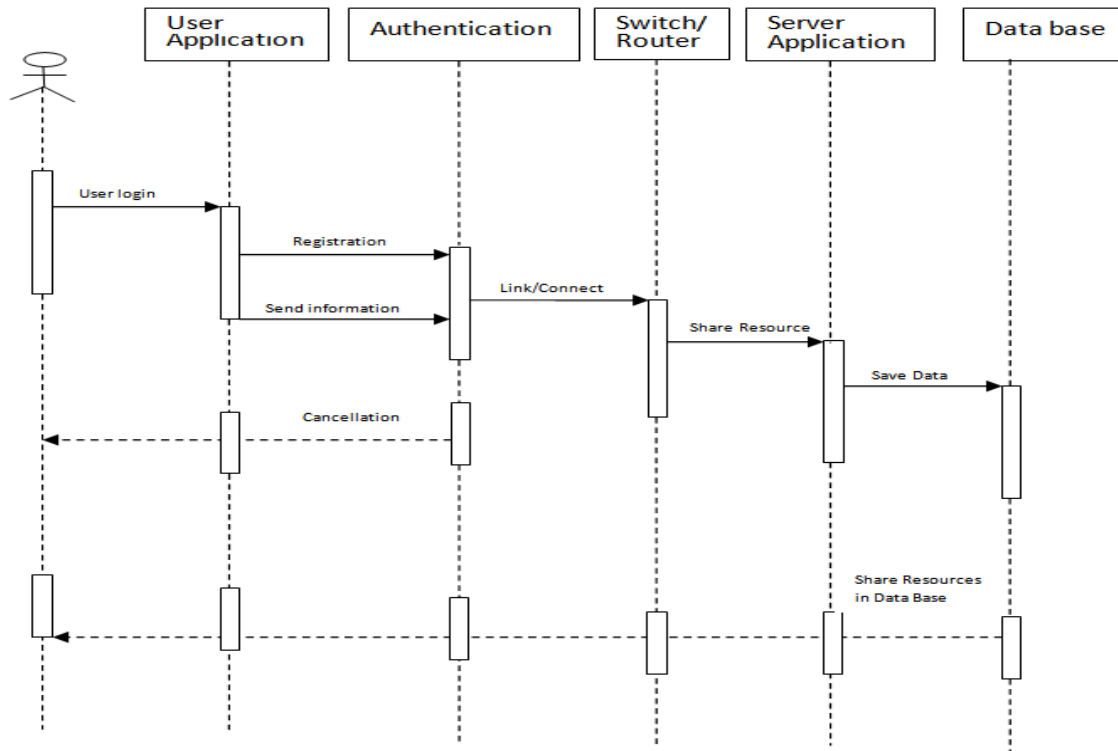 User
Application
Authentication
Switch/
Router
Server
Application
Data base
User login
Registration
Send information
Link/Connect
Share Resource
Save Data
Cancellation
Share Resources
in Data Base